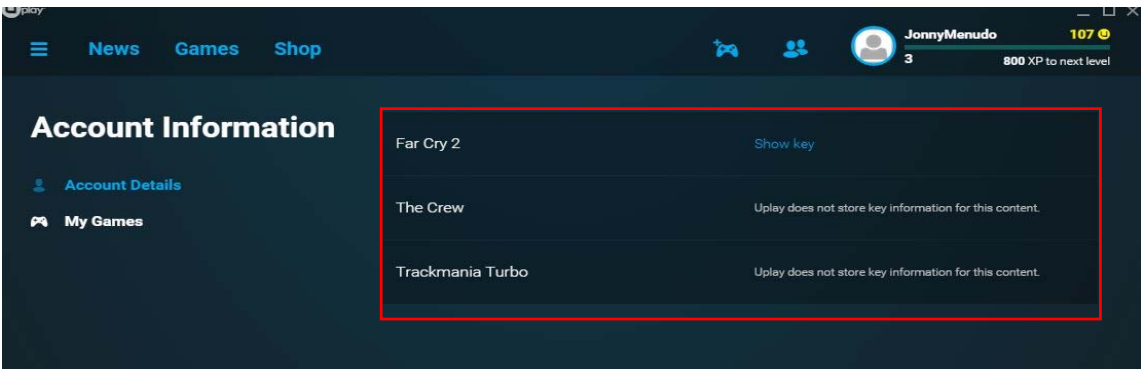 uplay
News Games Shop
JonnyMenudo 107
3 800 XP to next level
Account Information
Account Details
My Games
Far Cry 2 Show key
The Crew Uplay does not store key information for this content.
Trackmania Turbo Uplay does not store key information for this content.